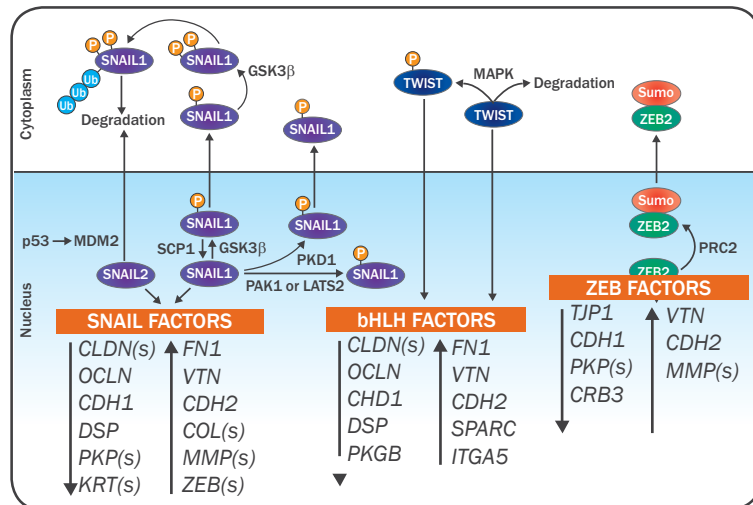 Cytoplasm
Nucleus
P
P
SNAIL1
Ub
Ub
Ub
Degradation
P
P
SNAIL1
GSK3β
P
SNAIL1
P
SNAIL1
P
TWIST
MAPK
Degradation
TWIST
Sumo
ZEB2
p53
MDM2
SNAIL2
P
SNAIL1
SCP1
GSK3β
SNAIL1
P
SNAIL1
PKD1
PAK1 or LATS2
P
SNAIL1
Sumo
ZEB2
PRC2
ZEB2
SNAIL FACTORS
CLDN(s)
OCLN
CDH1
DSP
PKP(s)
KRT(s)
FN1
VTN
CDH2
COL(s)
MMP(s)
ZEB(s)
bHLH FACTORS
CLDN(s)
OCLN
CHD1
DSP
PKGB
FN1
VTN
CDH2
SPARC
ITGA5
ZEB FACTORS
TJP1
CDH1
PKP(s)
CRB3
VTN
CDH2
MMP(s)